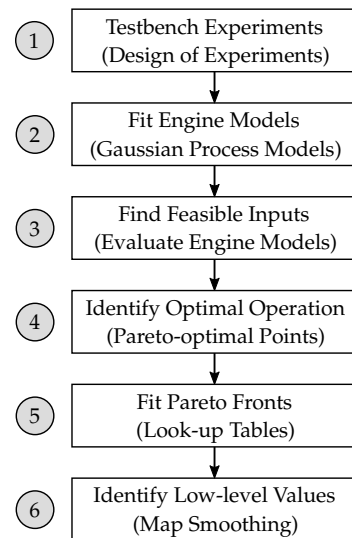 1
Testbench Experiments
(Design of Experiments)
2
Fit Engine Models
(Gaussian Process Models)
3
Find Feasible Inputs
(Evaluate Engine Models)
4
Identify Optimal Operation
(Pareto-optimal Points)
5
Fit Pareto Fronts
(Look-up Tables)
6
Identify Low-level Values
(Map Smoothing)